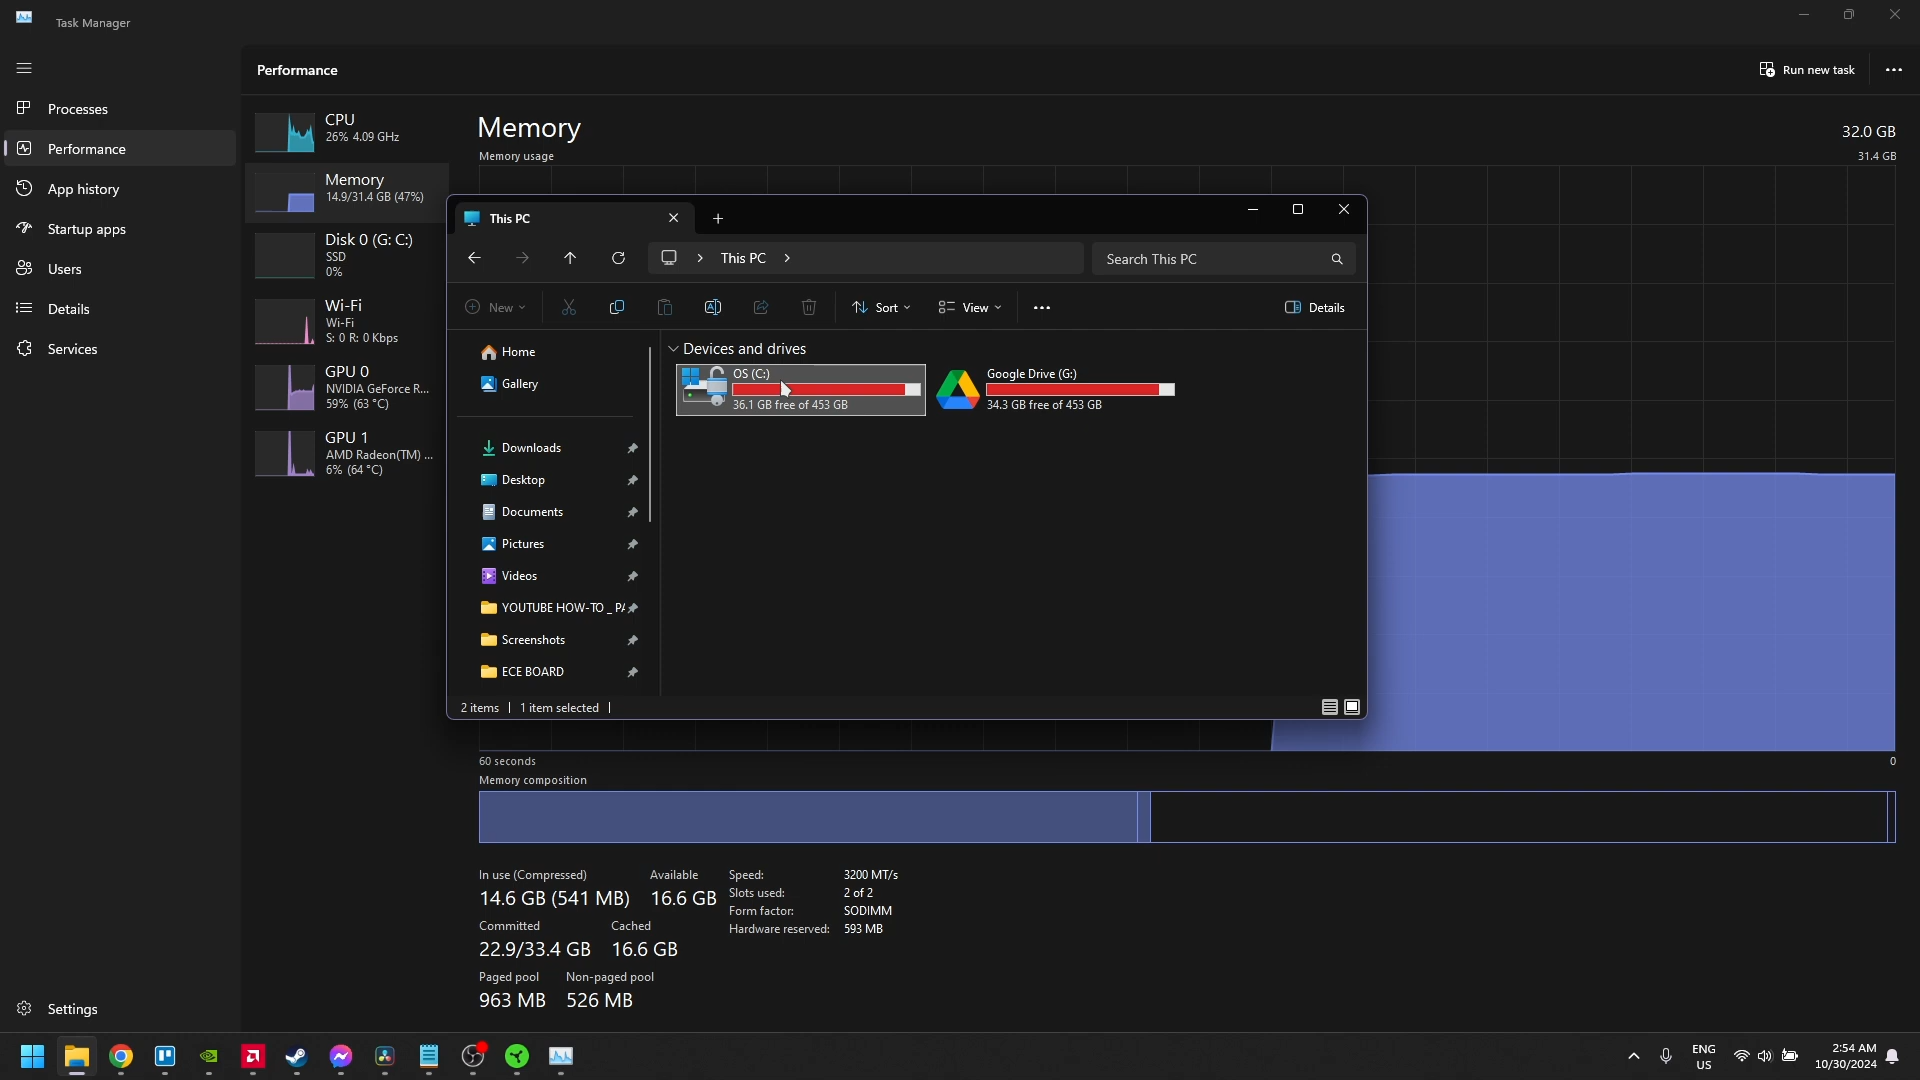 Task Manager
Performance
Run new task
Processes
Performance
App history
Startup apps
Users
Details
Services
Settings
CPU
26% 4.09 GHz
Memory
14.9/31.4 GB (47%)
Disk 0 (G: C:)
SSD
0%
Wi-Fi
Wi-Fi
S: 0 R: 0 Kbps
GPU 0
NVIDIA GeForce R...
59% (63 °C)
GPU 1
AMD Radeon(TM) ...
6% (64 °C)
Memory
32.0 GB
Memory usage
31.4 GB
This PC
This PC
Search This PC
New
Sort
View
Details
Home
Gallery
Downloads
Desktop
Documents
Pictures
Videos
YOUTUBE HOW-TO _ PA
Screenshots
ECE BOARD
Devices and drives
OS (C:)
36.1 GB free of 453 GB
Google Drive (G:)
34.3 GB free of 453 GB
2 items
1 item selected
60 seconds
0
Memory composition
In use (Compressed)
14.6 GB (541 MB)
Available
16.6 GB
Committed
22.9/33.4 GB
Cached
16.6 GB
Paged pool
963 MB
Non-paged pool
526 MB
Speed: 3200 MT/s
Slots used: 2 of 2
Form factor: SODIMM
Hardware reserved: 593 MB
ENG
US
2:54 AM
10/30/2024